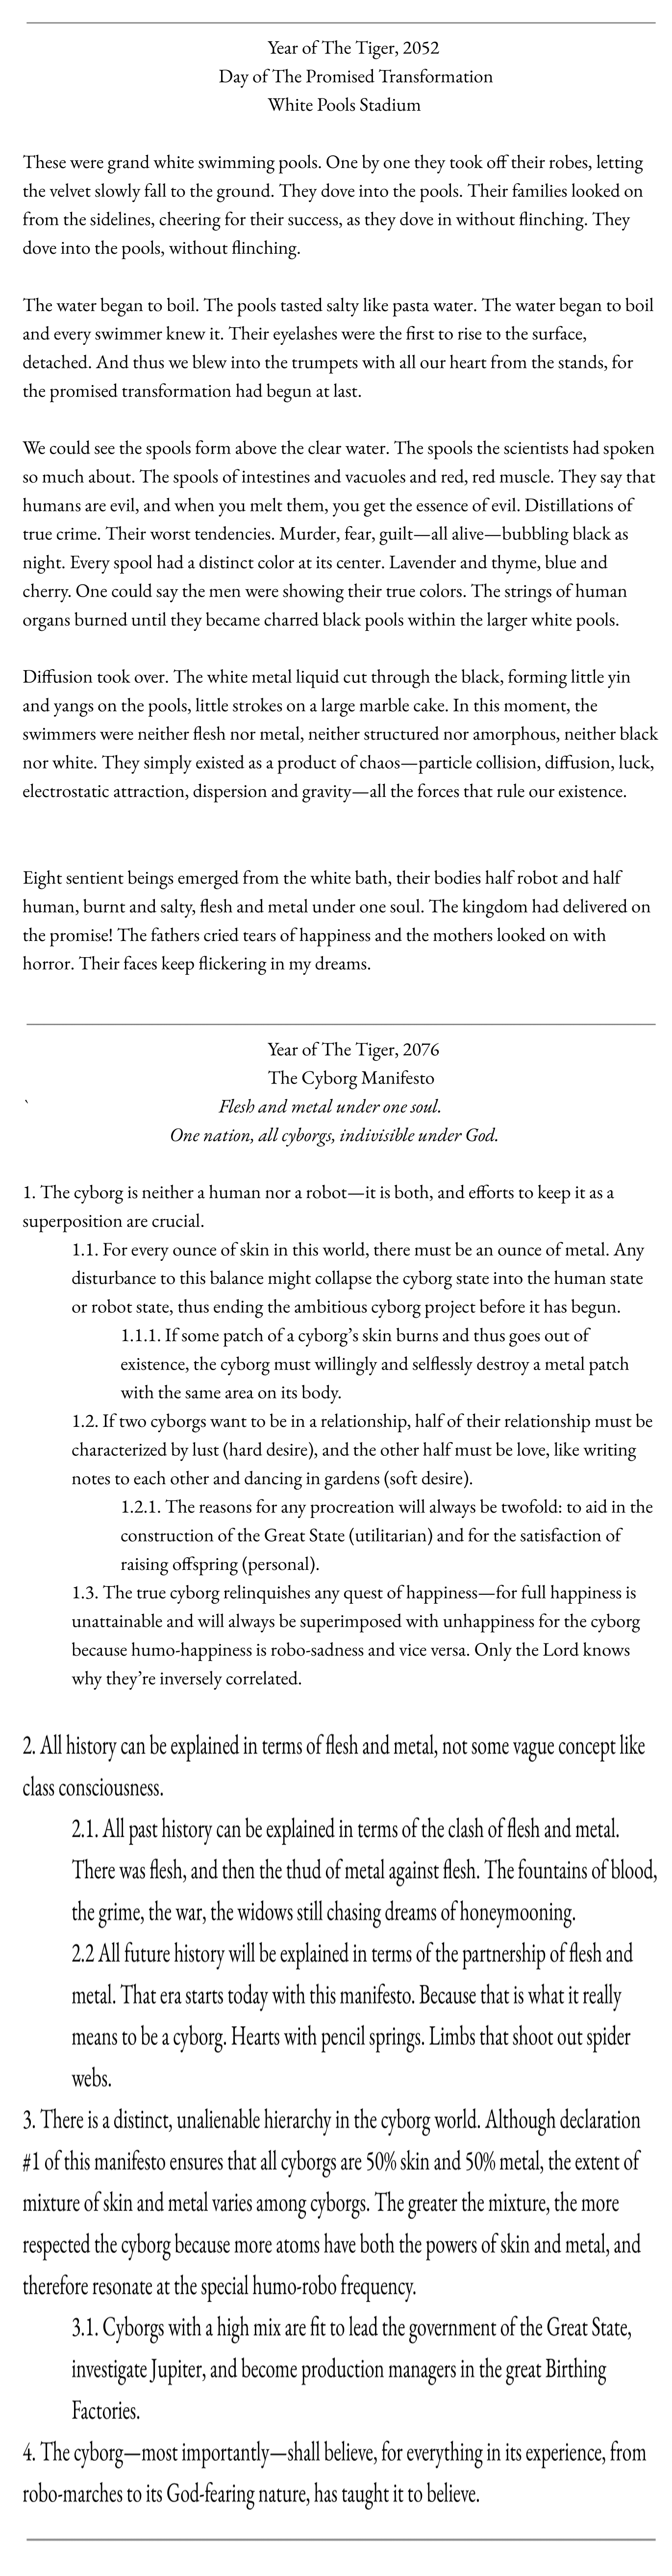 Year of The Tiger, 2052
Day of The Promised Transformation
White Pools Stadium
These were grand white swimming pools. One by one they took off their robes, letting
the velvet slowly fall to the ground. They dove into the pools. Their families looked on
from the sidelines, cheering for their success, as they dove in without flinching. They
dove into the pools, without flinching.
The water began to boil. The pools tasted salty like pasta water. The water began to boil
and every swimmer knew it. Their eyelashes were the first to rise to the surface,
detached. And thus we blew into the trumpets with all our heart from the stands, for
the promised transformation had begun at last.
We could see the spools form above the clear water. The spools the scientists had spoken
so much about. The spools of intestines and vacuoles and red, red muscle. They say that
humans are evil, and when you melt them, you get the essence of evil. Distillations of
true crime. Their worst tendencies. Murder, fear, guilt—all alive—bubbling black as
night. Every spool had a distinct color at its center. Lavender and thyme, blue and
cherry. One could say the men were showing their true colors. The strings of human
organs burned until they became charred black pools within the larger white pools.
Diffusion took over. The white metal liquid cut through the black, forming little yin
and yangs on the pools, little strokes on a large marble cake. In this moment, the
swimmers were neither flesh nor metal, neither structured nor amorphous, neither black
nor white. They simply existed as a product of chaos—particle collision, diffusion, luck,
electrostatic attraction, dispersion and gravity—all the forces that rule our existence.
Eight sentient beings emerged from the white bath, their bodies half robot and half
human, burnt and salty, flesh and metal under one soul. The kingdom had delivered on
the promise! The fathers cried tears of happiness and the mothers looked on with
horror. Their faces keep flickering in my dreams.
Year of The Tiger, 2076
The Cyborg Manifesto
` Flesh and metal under one soul.
One nation, all cyborgs, indivisible under God.
1. The cyborg is neither a human nor a robot—it is both, and efforts to keep it as a
superposition are crucial.
1.1. For every ounce of skin in this world, there must be an ounce of metal. Any
disturbance to this balance might collapse the cyborg state into the human state
or robot state, thus ending the ambitious cyborg project before it has begun.
1.1.1. If some patch of a cyborg's skin burns and thus goes out of
existence, the cyborg must willingly and selflessly destroy a metal patch
with the same area on its body.
1.2. If two cyborgs want to be in a relationship, half of their relationship must be
characterized by lust (hard desire), and the other half must be love, like writing
notes to each other and dancing in gardens (soft desire).
1.2.1. The reasons for any procreation will always be twofold: to aid in the
construction of the Great State (utilitarian) and for the satisfaction of
raising offspring (personal).
1.3. The true cyborg relinquishes any quest of happiness—for full happiness is
unattainable and will always be superimposed with unhappiness for the cyborg
because humo-happiness is robo-sadness and vice versa. Only the Lord knows
why they're inversely correlated.
2. All history can be explained in terms of flesh and metal, not some vague concept like
class consciousness.
2.1. All past history can be explained in terms of the clash of flesh and metal.
There was flesh, and then the thud of metal against flesh. The fountains of blood,
the grime, the war, the widows still chasing dreams of honeymooning.
2.2 All future history will be explained in terms of the partnership of flesh and
metal. That era starts today with this manifesto. Because that is what it really
means to be a cyborg. Hearts with pencil springs. Limbs that shoot out spider
webs.
3. There is a distinct, unalienable hierarchy in the cyborg world. Although declaration
#1 of this manifesto ensures that all cyborgs are 50% skin and 50% metal, the extent of
mixture of skin and metal varies among cyborgs. The greater the mixture, the more
respected the cyborg because more atoms have both the powers of skin and metal, and
therefore resonate at the special humo-robo frequency.
3.1. Cyborgs with a high mix are fit to lead the government of the Great State,
investigate Jupiter, and become production managers in the great Birthing
Factories.
4. The cyborg—most importantly—shall believe, for everything in its experience, from
robo-marches to its God-fearing nature, has taught it to believe.